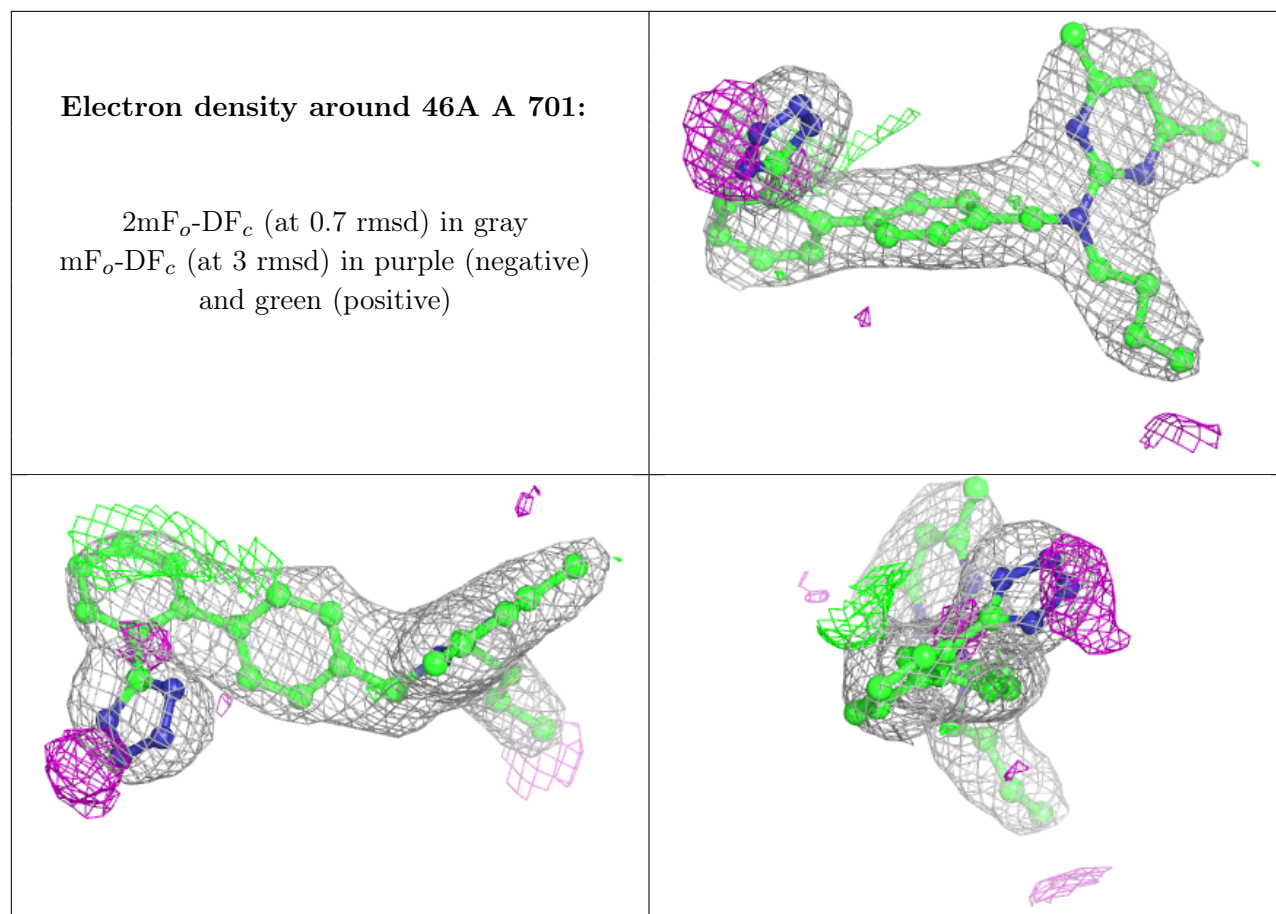 Electron density around 46A A 701:
2mFₒ-DF𝒸 (at 0.7 rmsd) in gray
mFₒ-DF𝒸 (at 3 rmsd) in purple (negative)
and green (positive)